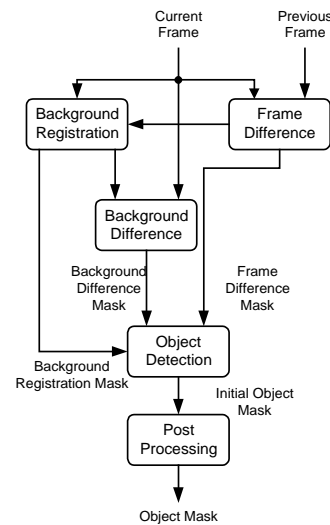 Current
Frame
Previous
Frame
Background
Registration
Frame
Difference
Background
Difference
Background
Difference
Mask
Frame
Difference
Mask
Object
Detection
Background
Registration Mask
Initial Object
Mask
Post
Processing
Object Mask